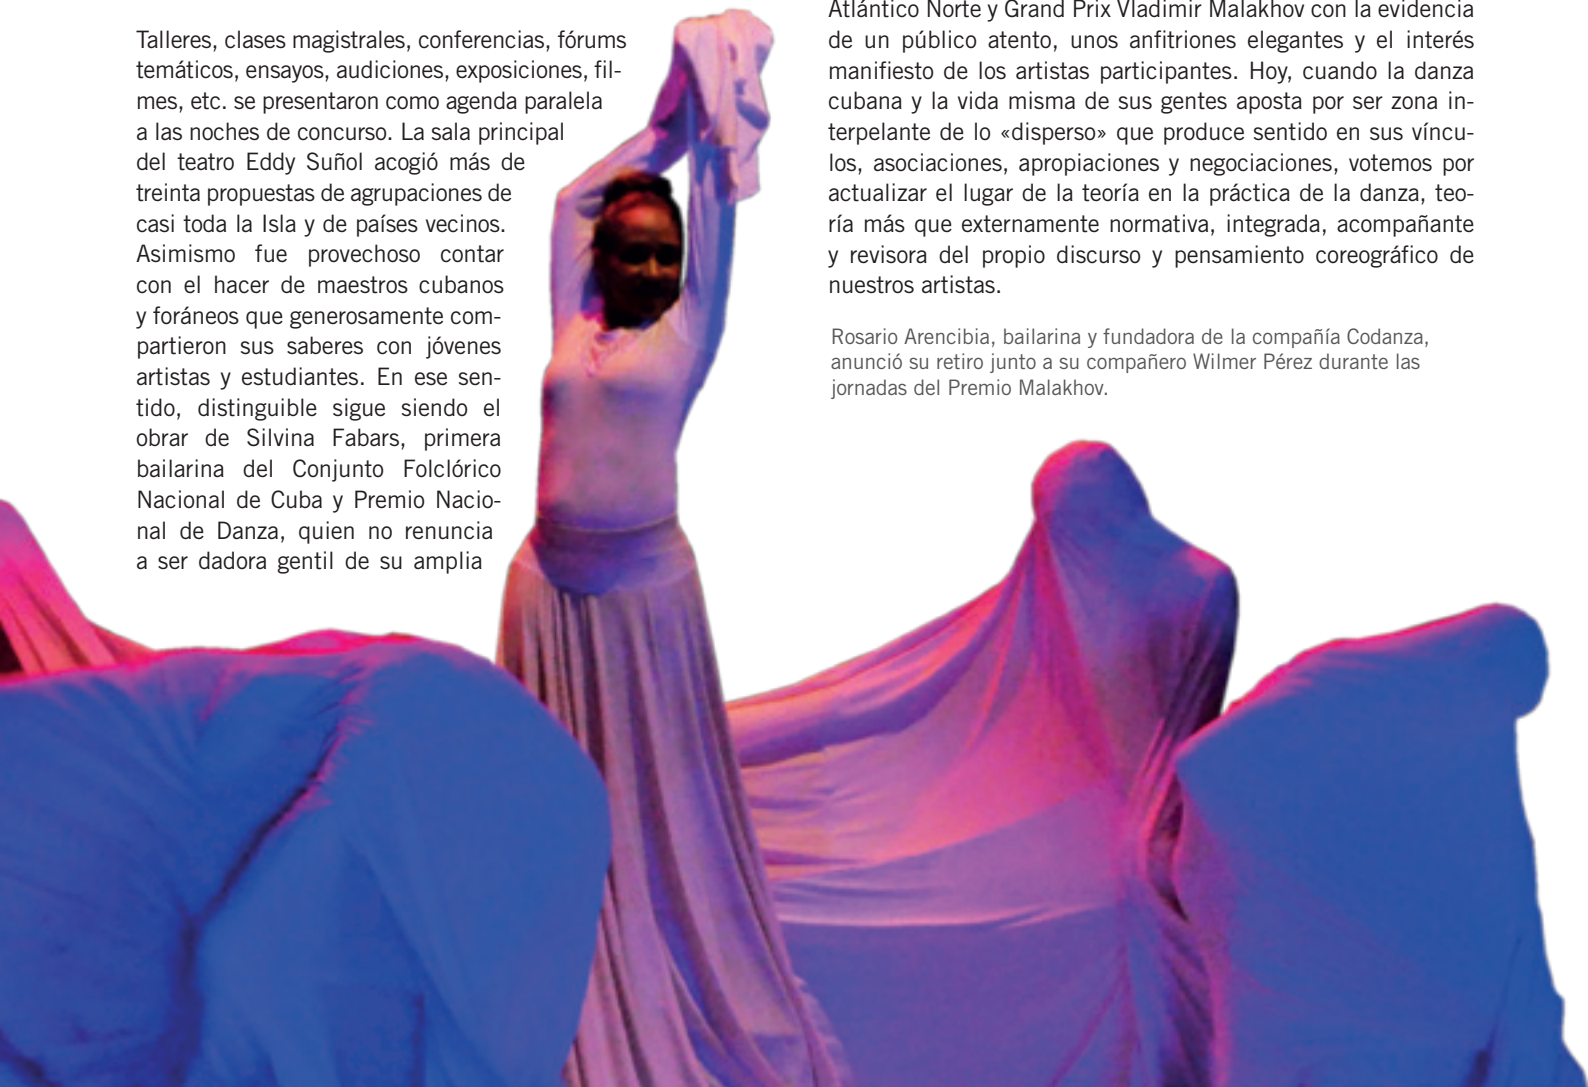 Talleres, clases magistrales, conferencias, fórums
temáticos, ensayos, audiciones, exposiciones, fil-
mes, etc. se presentaron como agenda paralela
a las noches de concurso. La sala principal
del teatro Eddy Suñol acogió más de
treinta propuestas de agrupaciones de
casi toda la Isla y de países vecinos.
Asimismo fue provechoso contar
con el hacer de maestros cubanos
y foráneos que generosamente com-
partieron sus saberes con jóvenes
artistas y estudiantes. En ese sen-
tido, distinguible sigue siendo el
obrar de Silvina Fabars, primera
bailarina del Conjunto Folclórico
Nacional de Cuba y Premio Nacio-
nal de Danza, quien no renuncia
a ser dadora gentil de su amplia
Atlántico Norte y Grand Prix Vladimir Malakhov con la evidencia
de un público atento, unos anfitriones elegantes y el interés
manifiesto de los artistas participantes. Hoy, cuando la danza
cubana y la vida misma de sus gentes aposta por ser zona in-
terpelante de lo «disperso» que produce sentido en sus víncu-
los, asociaciones, apropiaciones y negociaciones, votemos por
actualizar el lugar de la teoría en la práctica de la danza, teo-
ría más que externamente normativa, integrada, acompañante
y revisora del propio discurso y pensamiento coreográfico de
nuestros artistas.
Rosario Arencibia, bailarina y fundadora de la compañía Codanza,
anunció su retiro junto a su compañero Wilmer Pérez durante las
jornadas del Premio Malakhov.